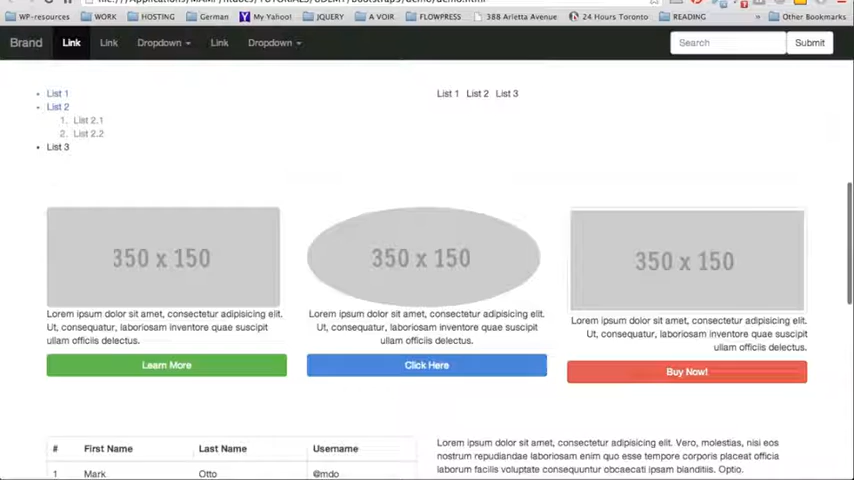 WP-resources WORK HOSTING German My Yahoo! JQUERY A VOIR FLOWPRESS 388 Arletta Avenue 24 Hours Toronto READING » Other Bookmarks
Brand Link Link Dropdown Link Dropdown Search Submit
• List 1
• List 2
1. List 2.1
2. List 2.2
• List 3
List 1 List 2 List 3
350 x 150
Lorem ipsum dolor sit amet, consectetur adipisicing elit.
Ut, consequatur, laboriosam inventore quae suscipit
ullam officiis delectus.
Learn More
350 x 150
Lorem ipsum dolor sit amet, consectetur adipisicing elit.
Ut, consequatur, laboriosam inventore quae suscipit
ullam officiis delectus.
Click Here
350 x 150
Lorem ipsum dolor sit amet, consectetur adipisicing elit.
Ut, consequatur, laboriosam inventore quae suscipit
ullam officiis delectus.
Buy Now!
# First Name Last Name Username
1 Mark Otto @mdo
Lorem ipsum dolor sit amet, consectetur adipisicing elit. Vero, molestias, nisi eos
nostrum rem ipsum laboriosam enim quo esse tempore corporis placeat
laborum facilis voluptate consequuntur obcaecati ipsam blanditiis. Optio.